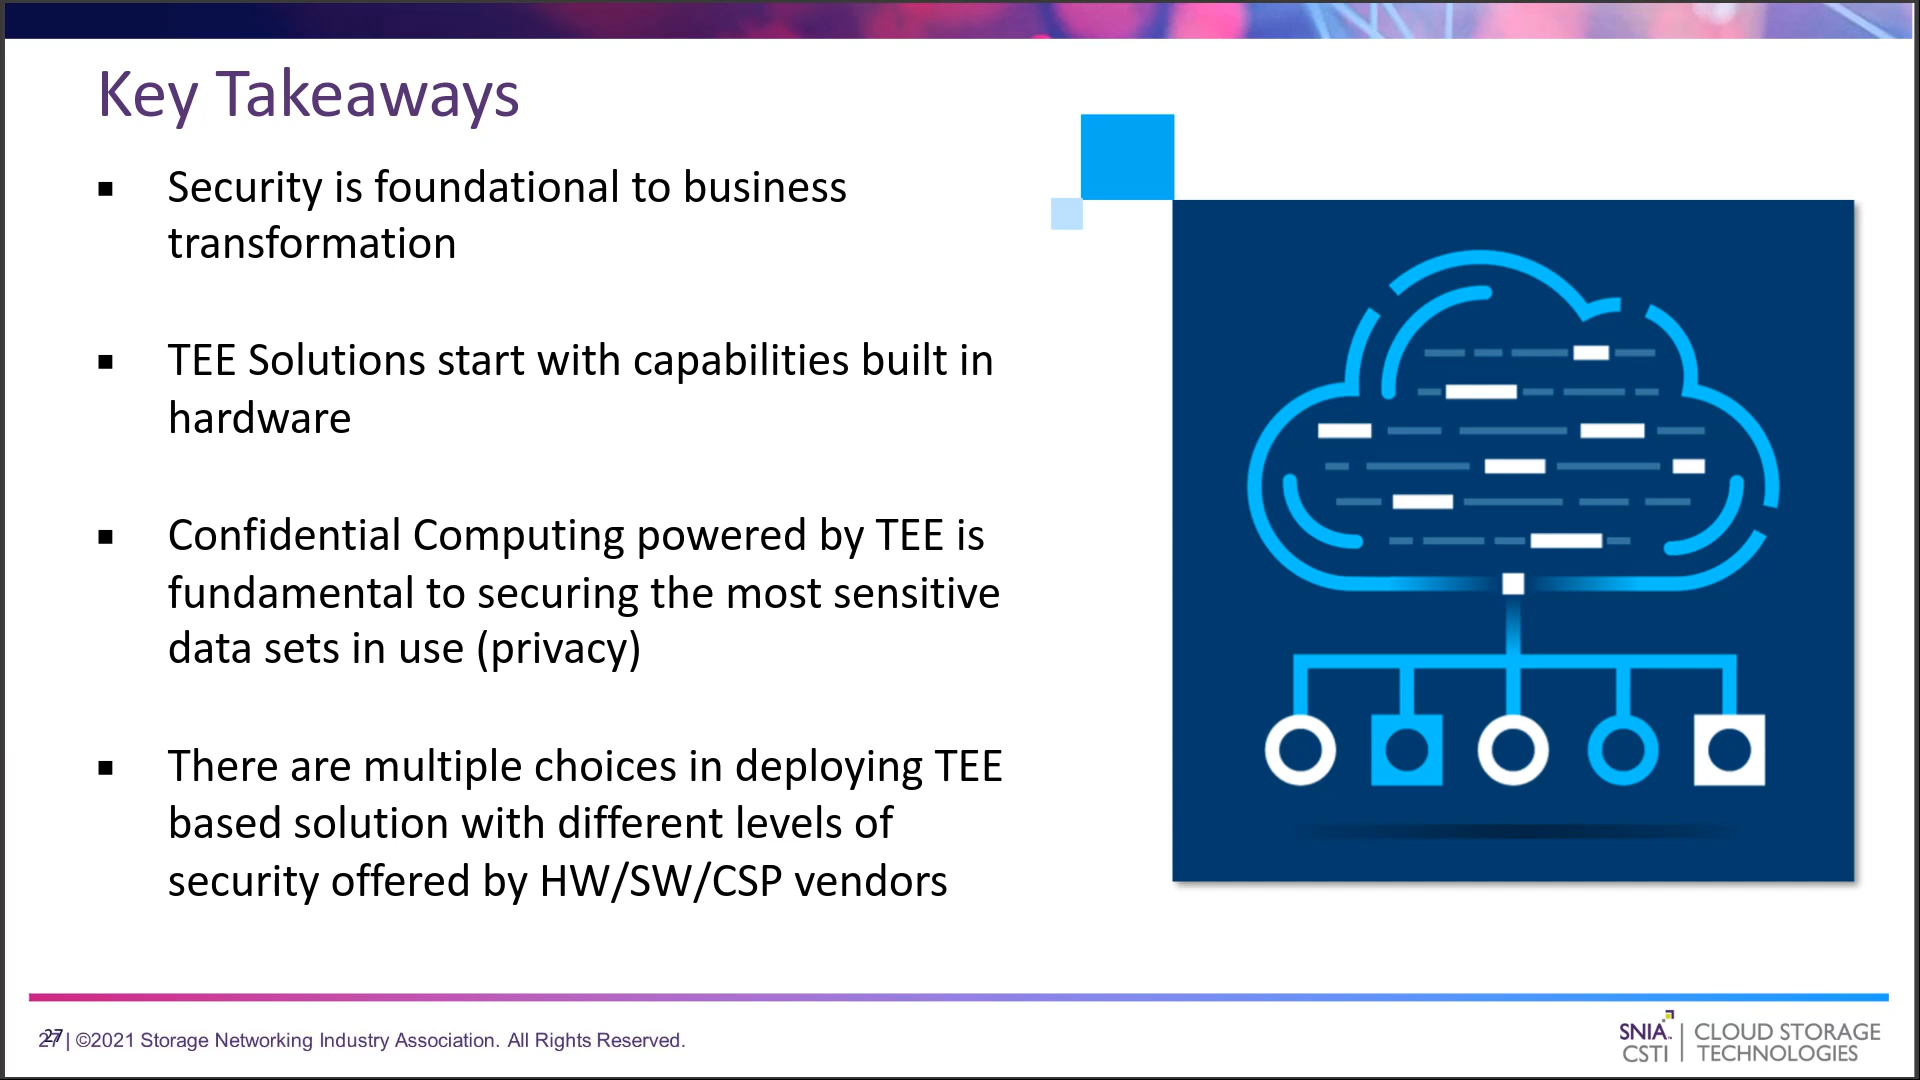 Key Takeaways
▪ Security is foundational to business
transformation
▪ TEE Solutions start with capabilities built in
hardware
▪ Confidential Computing powered by TEE is
fundamental to securing the most sensitive
data sets in use (privacy)
▪ There are multiple choices in deploying TEE
based solution with different levels of
security offered by HW/SW/CSP vendors
27 | ©2021 Storage Networking Industry Association. All Rights Reserved.
27
SNIA™
CSTI
CLOUD STORAGE
TECHNOLOGIES